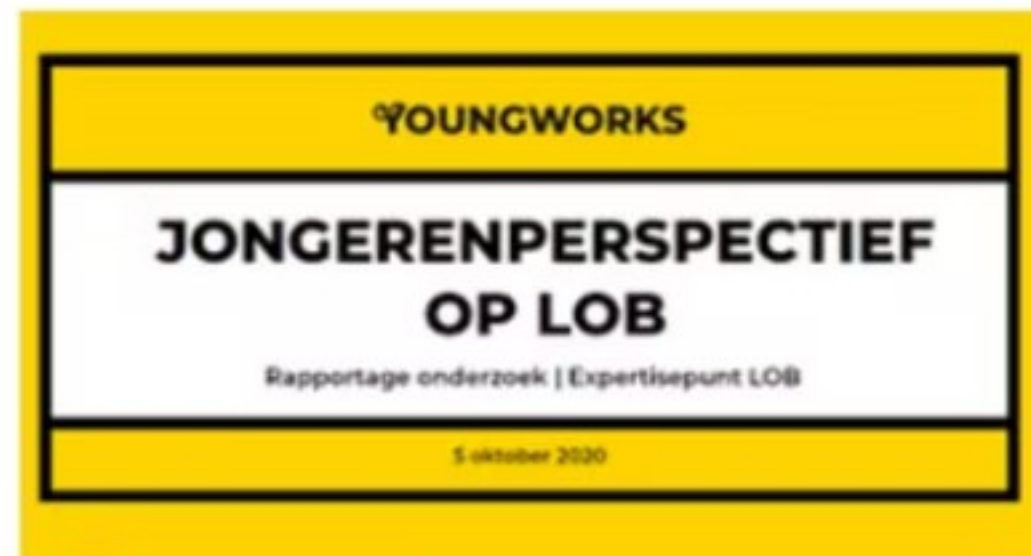 YOUNGWORKS
JONGERENPERSPECTIEF
OP LOB
Rapportage onderzoek | Expertisepunt LOB
5 oktober 2020